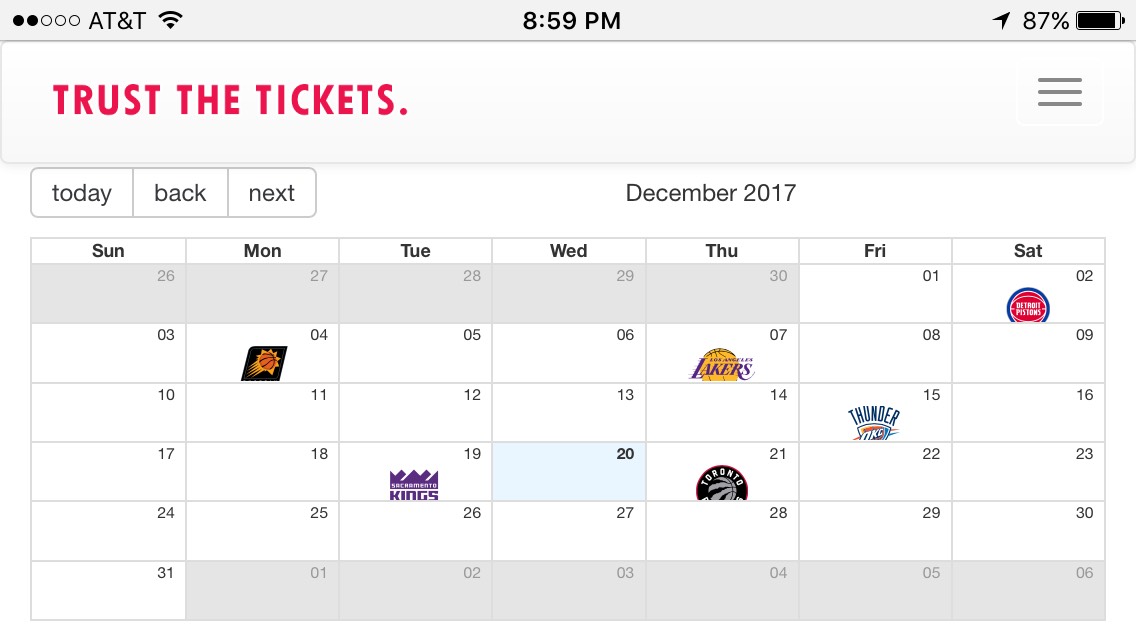 AT&T 8:59 PM 87%
TRUST THE TICKETS.
today back next December 2017
Sun Mon Tue Wed Thu Fri Sat
26 27 28 29 30 01 02
DETROIT
PISTONS
03 04 05 06 07 08 09
LOS ANGELES
LAKERS
10 11 12 13 14 15 16
THUNDER
OKC
17 18 19 20 21 22 23
TORONTO
SACRAMENTO
KINGS
24 25 26 27 28 29 30
31 01 02 03 04 05 06